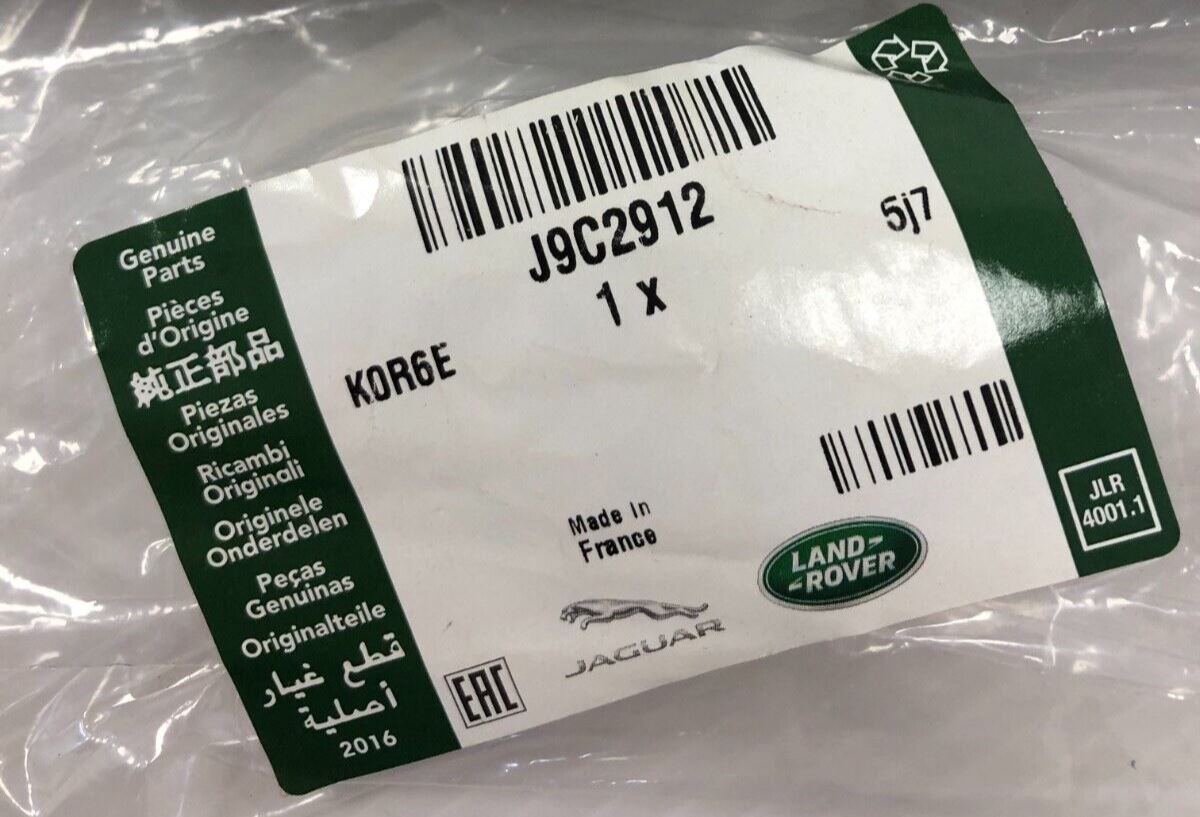 Genuine
Parts
Pièces
d'Origine
純正部品
Piezas
Originales
Ricambi
Originali
Originele
Onderdelen
Peças
Genuinas
Originalteile
قطع غيار
أصلية
2016
J9C2912
1 x
5j7
K0R6E
Made In
France
LAND
ROVER
JAGUAR
EAC
JLR
4001.1